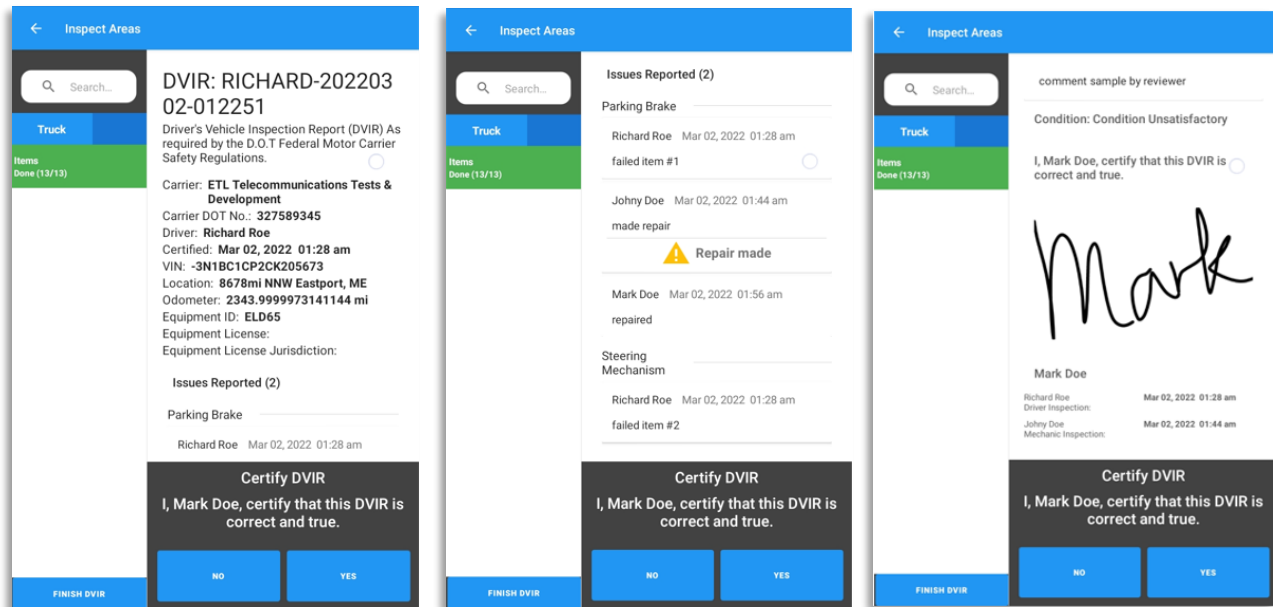 Inspect Areas
Search...
Truck
Items
Done (13/13)
DVIR: RICHARD-202203
02-012251
Driver's Vehicle Inspection Report (DVIR) As
required by the D.O.T Federal Motor Carrier
Safety Regulations.
Carrier: ETL Telecommunications Tests &
Development
Carrier DOT No.: 327589345
Driver: Richard Roe
Certified: Mar 02, 2022 01:28 am
VIN: -3N1BC1CP2CK205673
Location: 8678mi NNW Eastport, ME
Odometer: 2343.9999973141144 mi
Equipment ID: ELD65
Equipment License:
Equipment License Jurisdiction:
Issues Reported (2)
Parking Brake
Richard Roe Mar 02, 2022 01:28 am
Certify DVIR
I, Mark Doe, certify that this DVIR is
correct and true.
NO
YES
FINISH DVIR
Inspect Areas
Search...
Truck
Items
Done (13/13)
Issues Reported (2)
Parking Brake
Richard Roe Mar 02, 2022 01:28 am
failed item #1
Johny Doe Mar 02, 2022 01:44 am
made repair
Repair made
Mark Doe Mar 02, 2022 01:56 am
repaired
Steering
Mechanism
Richard Roe Mar 02, 2022 01:28 am
failed item #2
Certify DVIR
I, Mark Doe, certify that this DVIR is
correct and true.
NO
YES
FINISH DVIR
Inspect Areas
Search...
Truck
Items
Done (13/13)
comment sample by reviewer
Condition: Condition Unsatisfactory
I, Mark Doe, certify that this DVIR is
correct and true.
Mark
Mark Doe
Richard Roe Mar 02, 2022 01:28 am
Driver Inspection:
Johny Doe Mar 02, 2022 01:44 am
Mechanic Inspection:
Certify DVIR
I, Mark Doe, certify that this DVIR is
correct and true.
NO
YES
FINISH DVIR